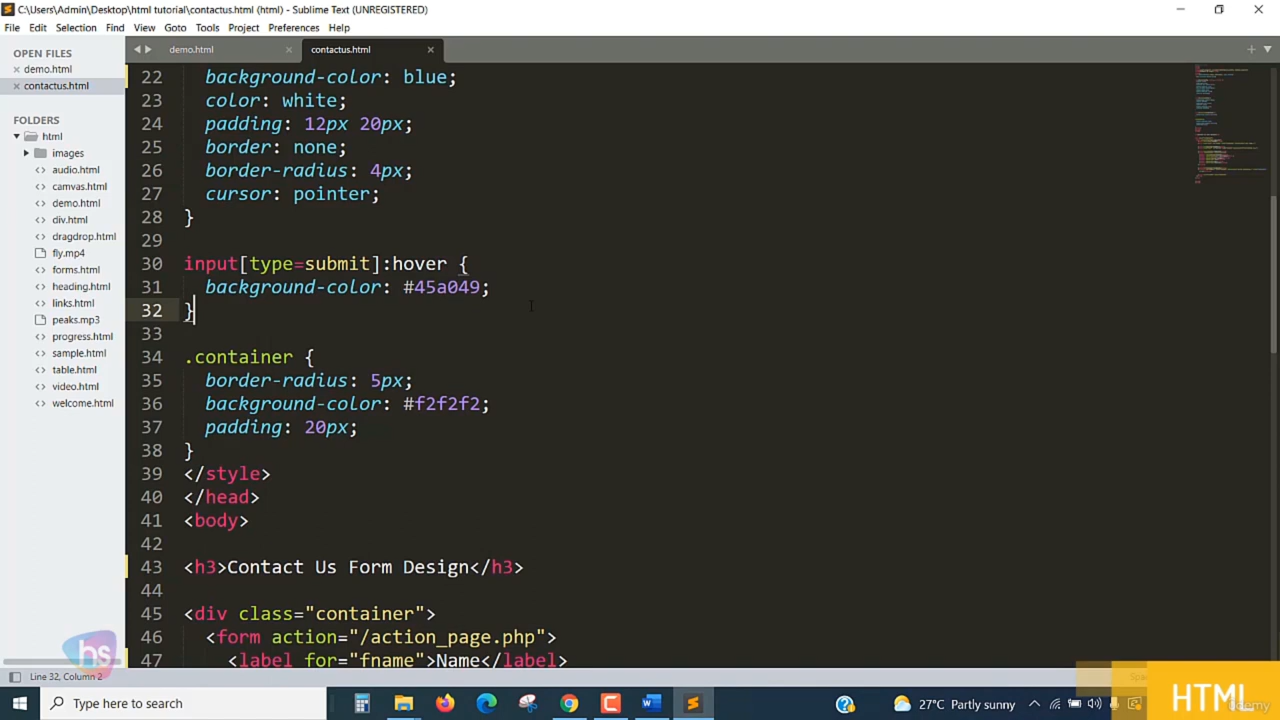 C:\Users\Admin\Desktop\html tutorial\contactus.html (html) - Sublime Text (UNREGISTERED)
File Edit Selection Find View Goto Tools Project Preferences Help
OPEN FILES
demo.html
contactus.html
FOLDERS
html
images
audio.html
camvas.html
demo.html
div.html
dragdrop.html
fly.mp4
forms.html
heading.html
links.html
peaks.mp3
progress.html
sample.html
table.html
video.html
welcome.html
demo.html
contactus.html
22 background-color: blue;
23 color: white;
24 padding: 12px 20px;
25 border: none;
26 border-radius: 4px;
27 cursor: pointer;
28 }
29
30 input[type=submit]:hover {
31 background-color: #45a049;
32 }
33
34 .container {
35 border-radius: 5px;
36 background-color: #f2f2f2;
37 padding: 20px;
38 }
39 </style>
40 </head>
41 <body>
42
43 <h3>Contact Us Form Design</h3>
44
45 <div class="container">
46 <form action="/action_page.php">
47 <label for="fname">Name</label>
hs
Line 32, Column 2
Type here to search
27°C Partly sunny
HTML
Udemy